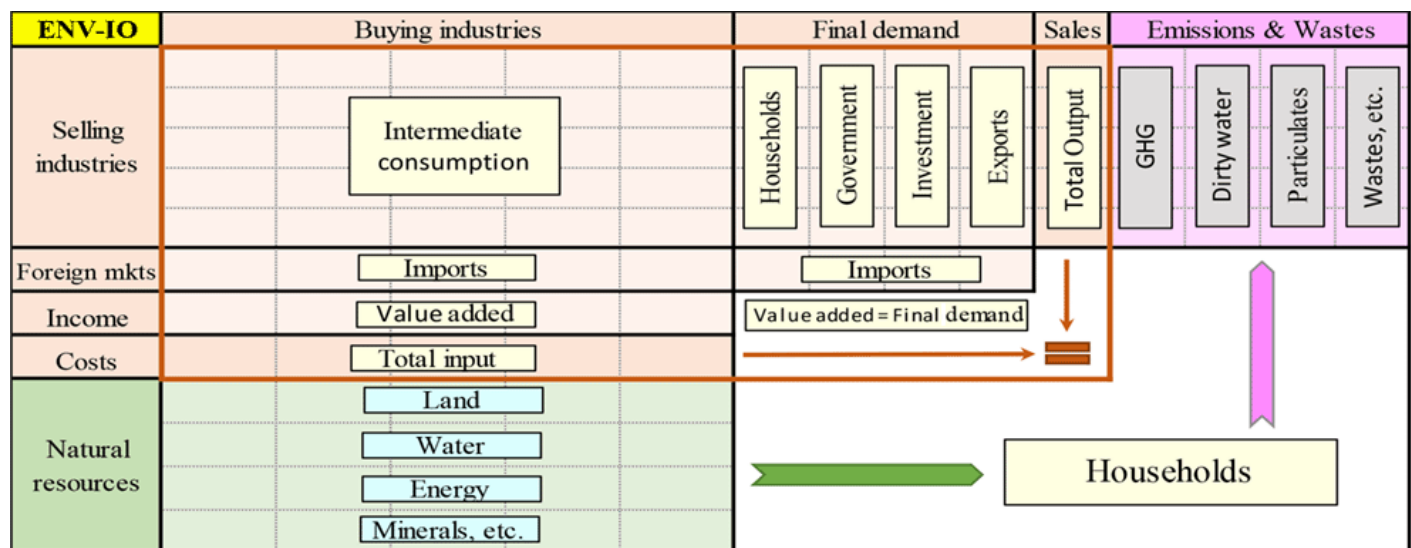 ENV-IO
Buying industries
Final demand
Sales
Emissions & Wastes
Selling
industries
Intermediate
consumption
Households
Government
Investment
Exports
Total Output
GHG
Dirty water
Particulates
Wastes, etc.
Foreign mkts
Imports
Imports
Income
Value added
Value added = Final demand
Costs
Total input
Natural
resources
Land
Water
Energy
Minerals, etc.
Households